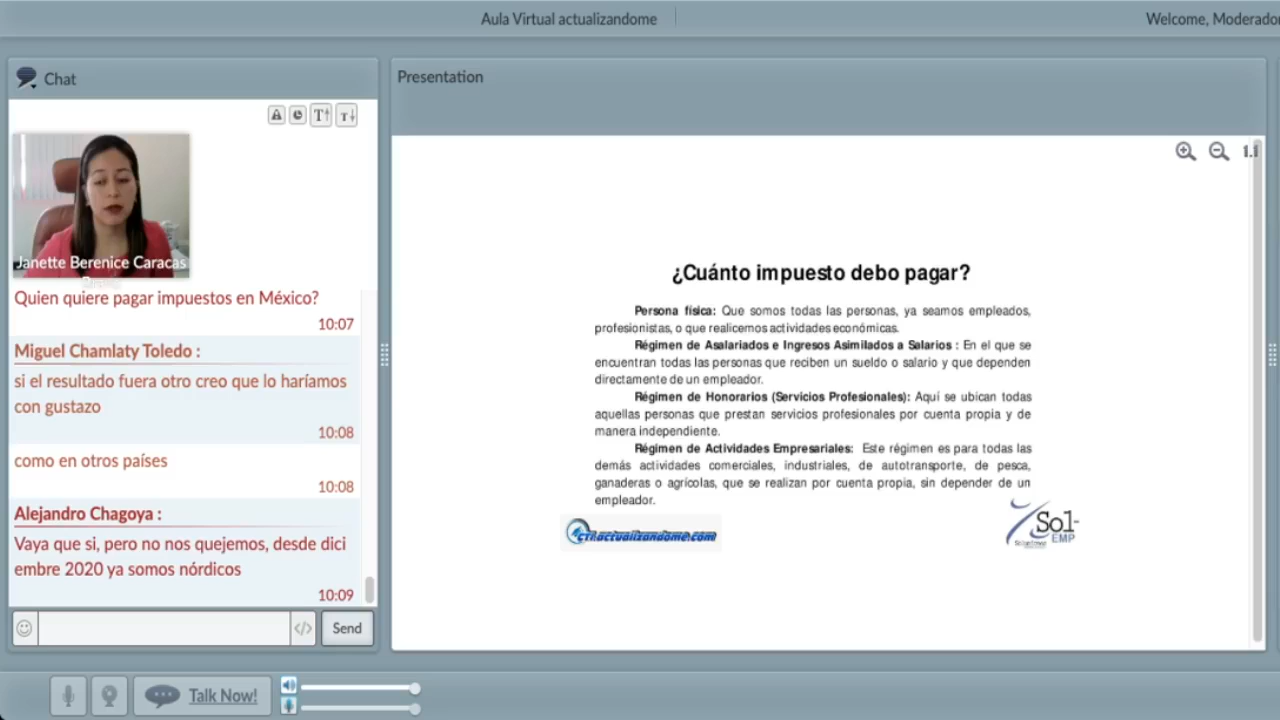 Aula Virtual actualizandome
Welcome, Moderador
Chat
Janette Berenice Caracas
Quien quiere pagar impuestos en México?
10:07
Miguel Chamlaty Toledo :
si el resultado fuera otro creo que lo haríamos
con gustazo
10:08
como en otros países
10:08
Alejandro Chagoya :
Vaya que si, pero no nos quejemos, desde dici
embre 2020 ya somos nórdicos
10:09
Send
Talk Now!
Presentation
1:1
¿Cuánto impuesto debo pagar?
Persona física: Que somos todas las personas, ya seamos empleados,
profesionistas, o que realicemos actividades económicas.
Régimen de Asalariados e Ingresos Asimilados a Salarios : En el que se
encuentran todas las personas que reciben un sueldo o salario y que dependen
directamente de un empleador.
Régimen de Honorarios (Servicios Profesionales): Aquí se ubican todas
aquellas personas que prestan servicios profesionales por cuenta propia y de
manera independiente.
Régimen de Actividades Empresariales: Este régimen es para todas las
demás actividades comerciales, industriales, de autotransporte, de pesca,
ganaderas o agrícolas, que se realizan por cuenta propia, sin depender de un
empleador.
CTI.actualizandome.com
Sol-
EMP